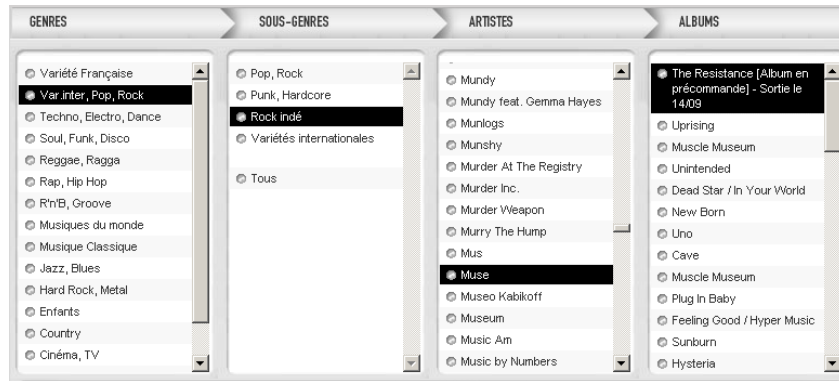 GENRES
SOUS-GENRES
ARTISTES
ALBUMS
Variété Française
Var.inter, Pop, Rock
Techno, Electro, Dance
Soul, Funk, Disco
Reggae, Ragga
Rap, Hip Hop
R'n'B, Groove
Musiques du monde
Musique Classique
Jazz, Blues
Hard Rock, Metal
Enfants
Country
Cinéma, TV
Pop, Rock
Punk, Hardcore
Rock indé
Variétés internationales
Tous
Mundy
Mundy feat. Gemma Hayes
Munlogs
Munshy
Murder At The Registry
Murder Inc.
Murder Weapon
Murry The Hump
Mus
Muse
Museo Kabikoff
Museum
Music Am
Music by Numbers
The Resistance [Album en
précommande] - Sortie le
14/09
Uprising
Muscle Museum
Unintended
Dead Star / In Your World
New Born
Uno
Cave
Muscle Museum
Plug In Baby
Feeling Good / Hyper Music
Sunburn
Hysteria